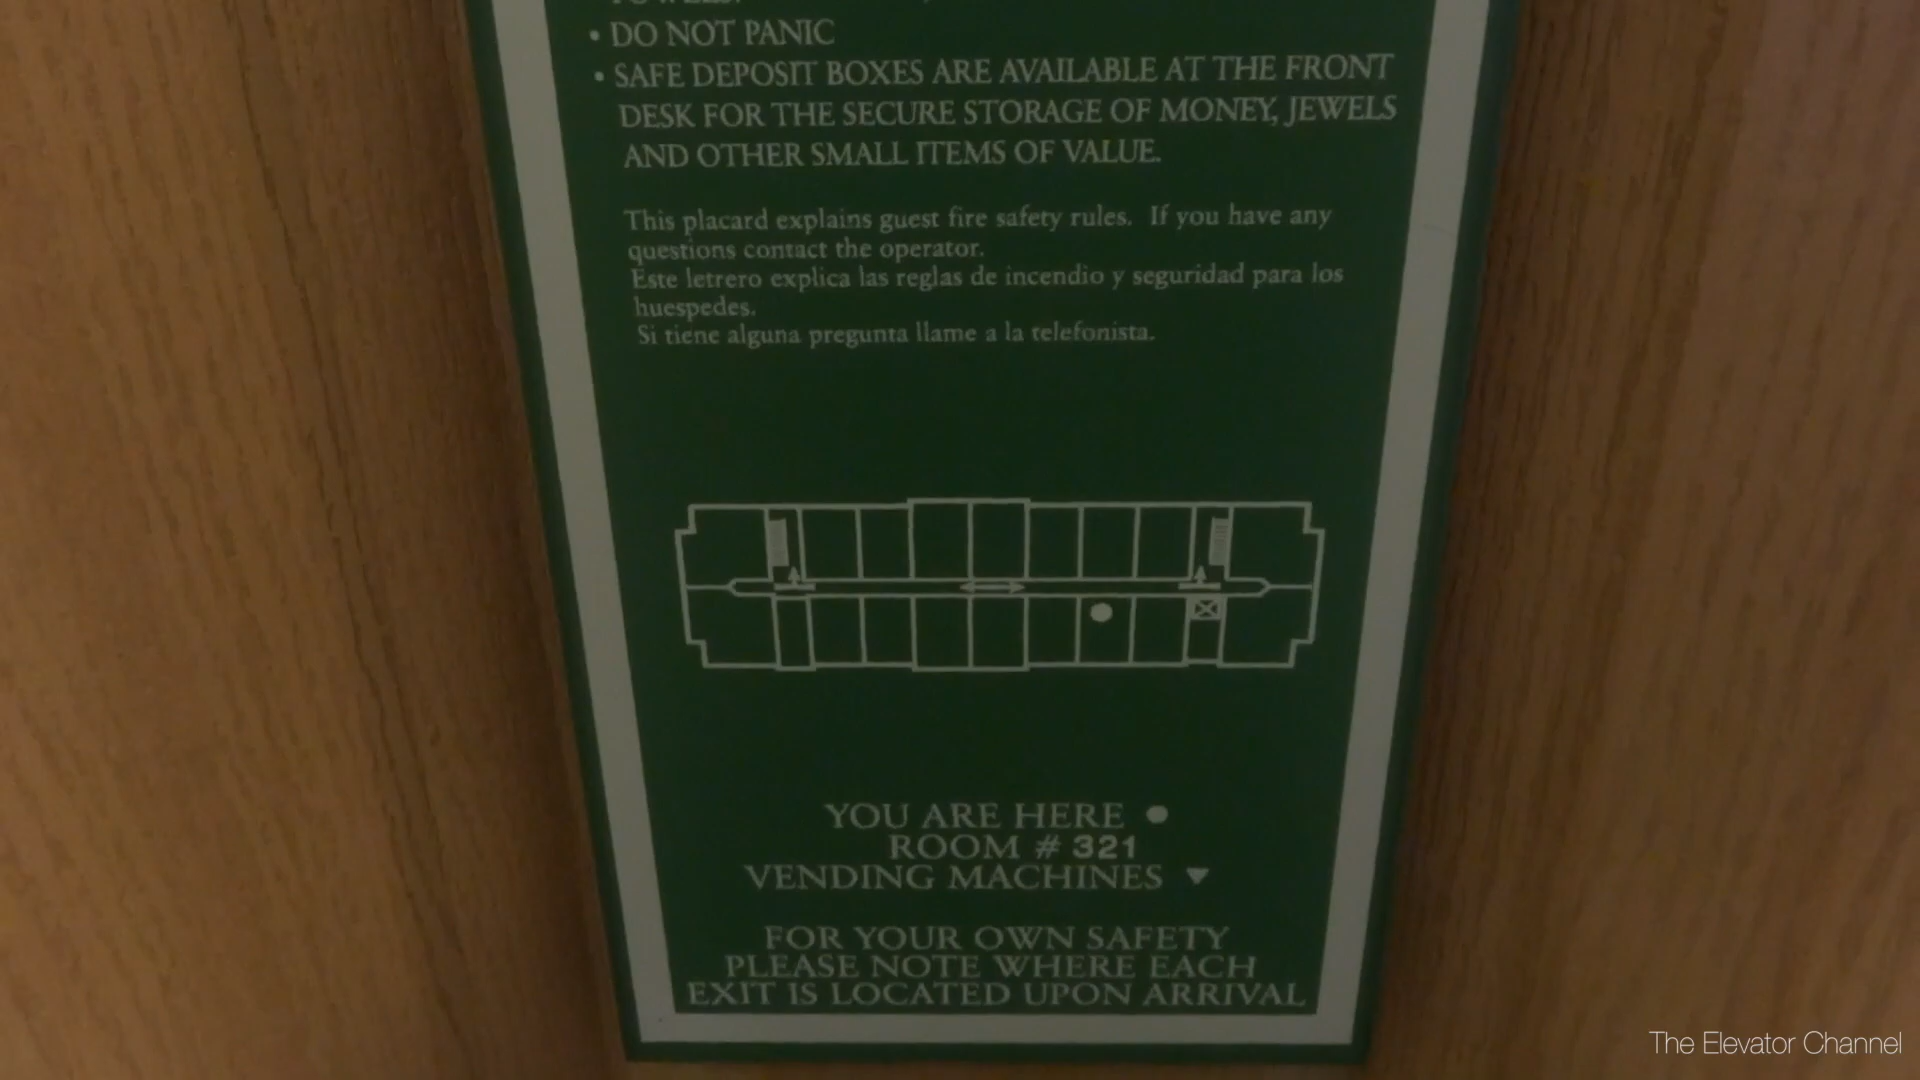 • DO NOT PANIC
• SAFE DEPOSIT BOXES ARE AVAILABLE AT THE FRONT
DESK FOR THE SECURE STORAGE OF MONEY, JEWELS
AND OTHER SMALL ITEMS OF VALUE.
This placard explains guest fire safety rules. If you have any
questions contact the operator.
Este letrero explica las reglas de incendio y seguridad para los
huespedes.
Si tiene alguna pregunta llame a la telefonista.
YOU ARE HERE
ROOM # 321
VENDING MACHINES
FOR YOUR OWN SAFETY
PLEASE NOTE WHERE EACH
EXIT IS LOCATED UPON ARRIVAL
The Elevator Channel